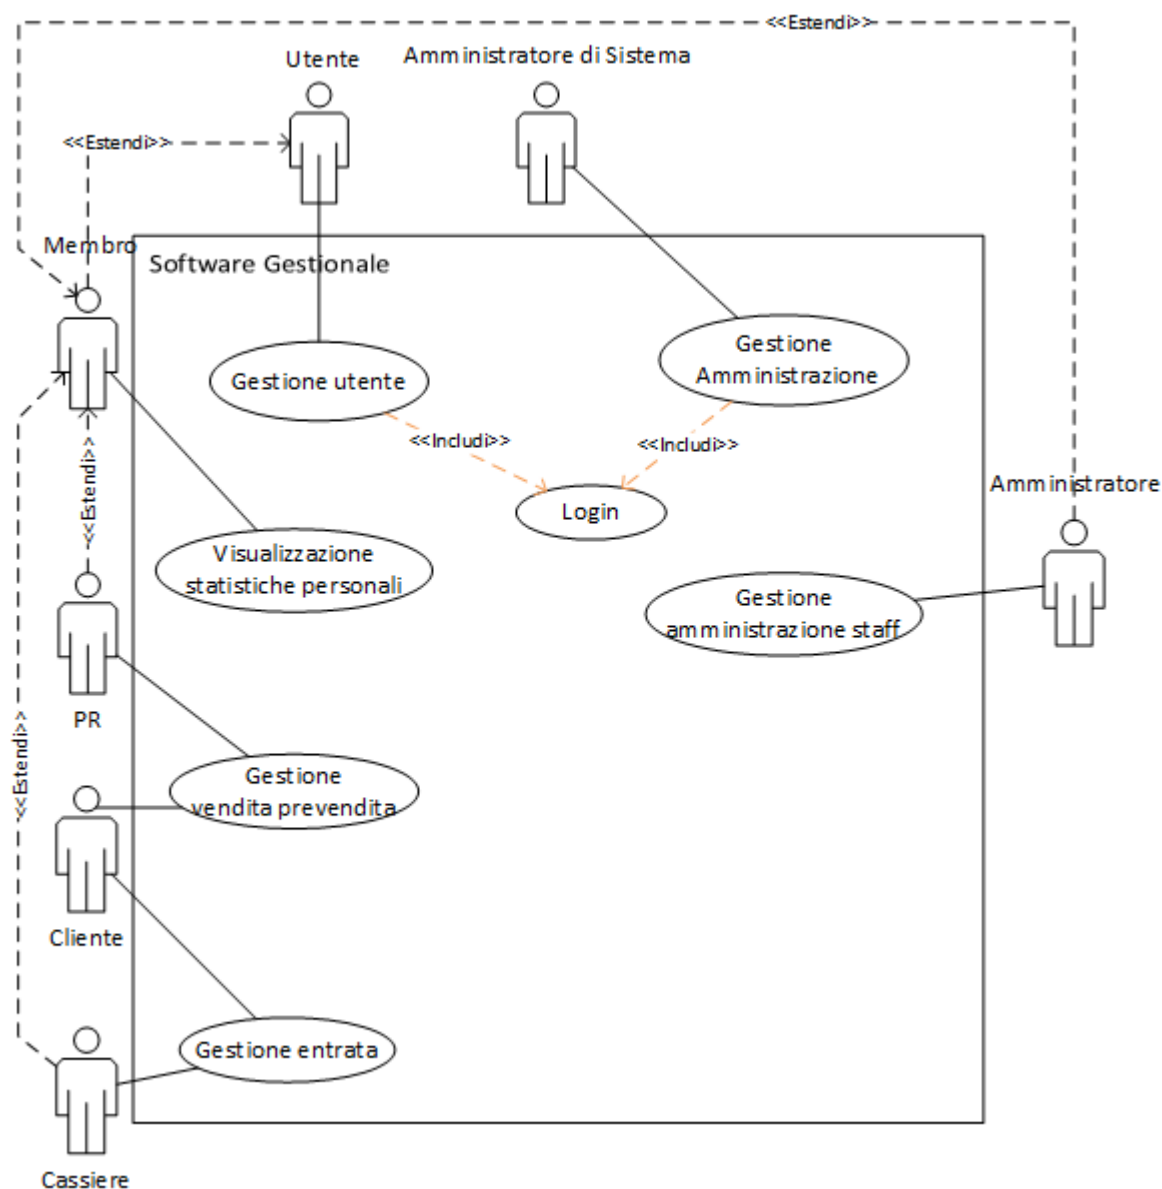 <<Estendi>>
Utente
Amministratore di Sistema
<<Estendi>>
Membro
Software Gestionale
Gestione
Amministrazione
Gestione utente
<<Includi>>
<<Includi>>
<<Estendi>>
Amministratore
Login
Visualizzazione
statistiche personali
Gestione
amministrazione staff
PR
<<Estendi>>
Gestione
vendita prevendita
Cliente
Gestione entrata
Cassiere